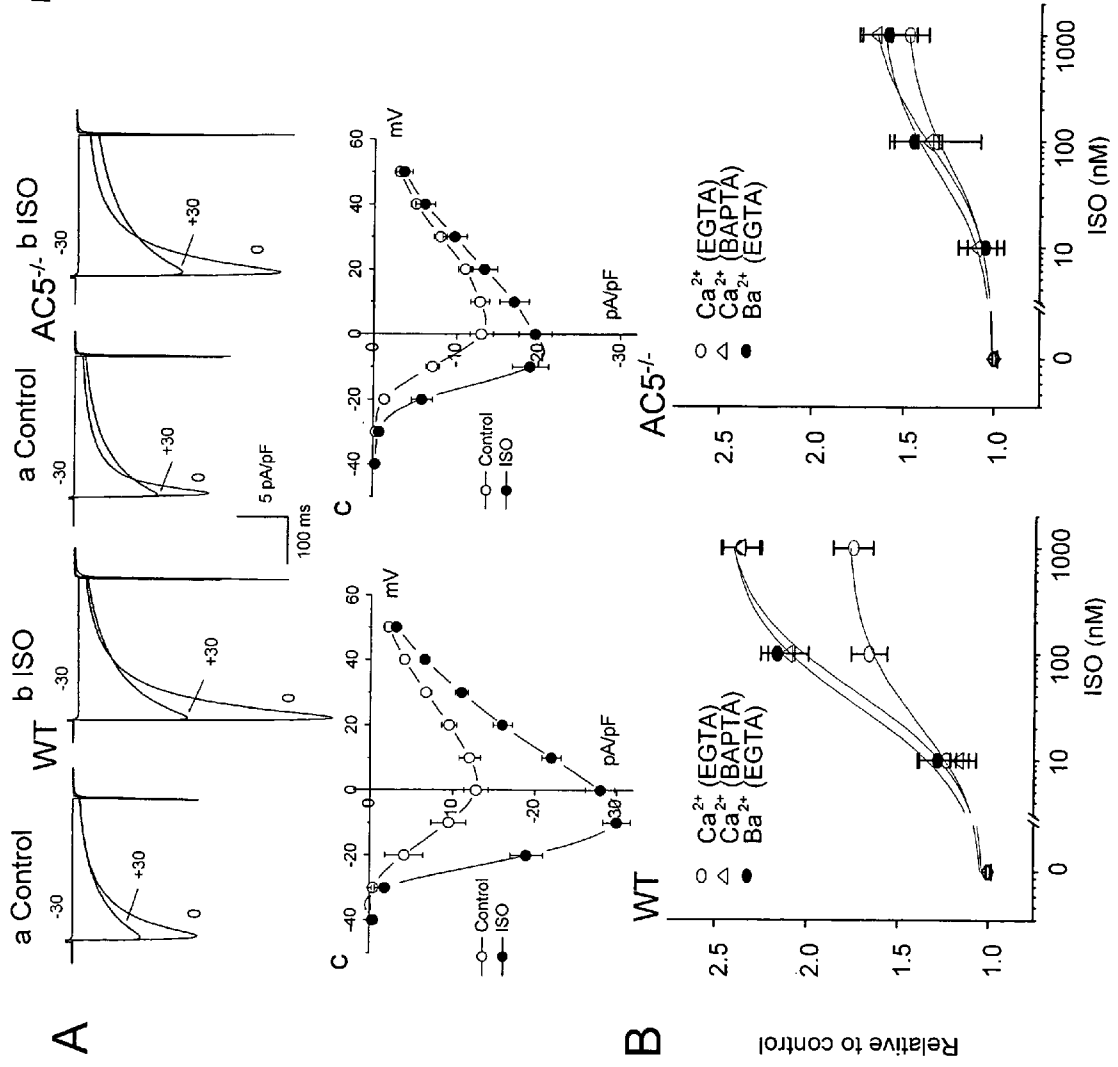 A
WT
AC5-/-
a Control
b ISO
a Control
b ISO
-30
+30
0
-30
+30
0
-30
+30
0
-30
+30
0
5 pA/pF
100 ms
C
-40
-20
0
20
40
60
mV
0
-10
-20
-30
pA/pF
Control
ISO
C
-40
-20
0
20
40
60
mV
0
-10
-20
-30
pA/pF
Control
ISO
B
WT
Ca2+ (EGTA)
Ca2+ (BAPTA)
Ba2+ (EGTA)
Relative to control
2.5
2.0
1.5
1.0
0
10
100
1000
ISO (nM)
AC5-/-
Ca2+ (EGTA)
Ca2+ (BAPTA)
Ba2+ (EGTA)
2.5
2.0
1.5
1.0
0
10
100
1000
ISO (nM)